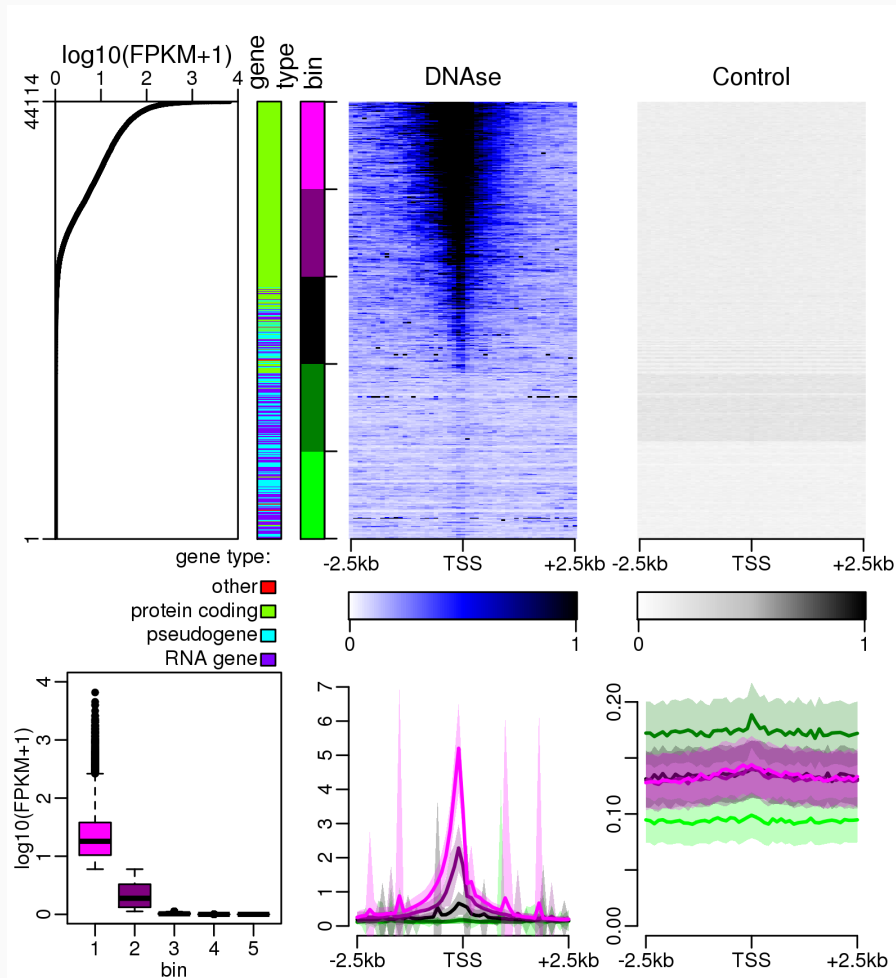 log10(FPKM+1)
0 1 2 3 4
gene type
bin
DNAse
Control
44114
1
-2.5kb TSS +2.5kb
-2.5kb TSS +2.5kb
gene type:
other
protein coding
pseudogene
RNA gene
0 1
0 1
log10(FPKM+1)
4
3
2
1
0
1 2 3 4 5
bin
7
6
5
4
3
2
1
0
-2.5kb TSS +2.5kb
0.20
0.10
0.00
-2.5kb TSS +2.5kb